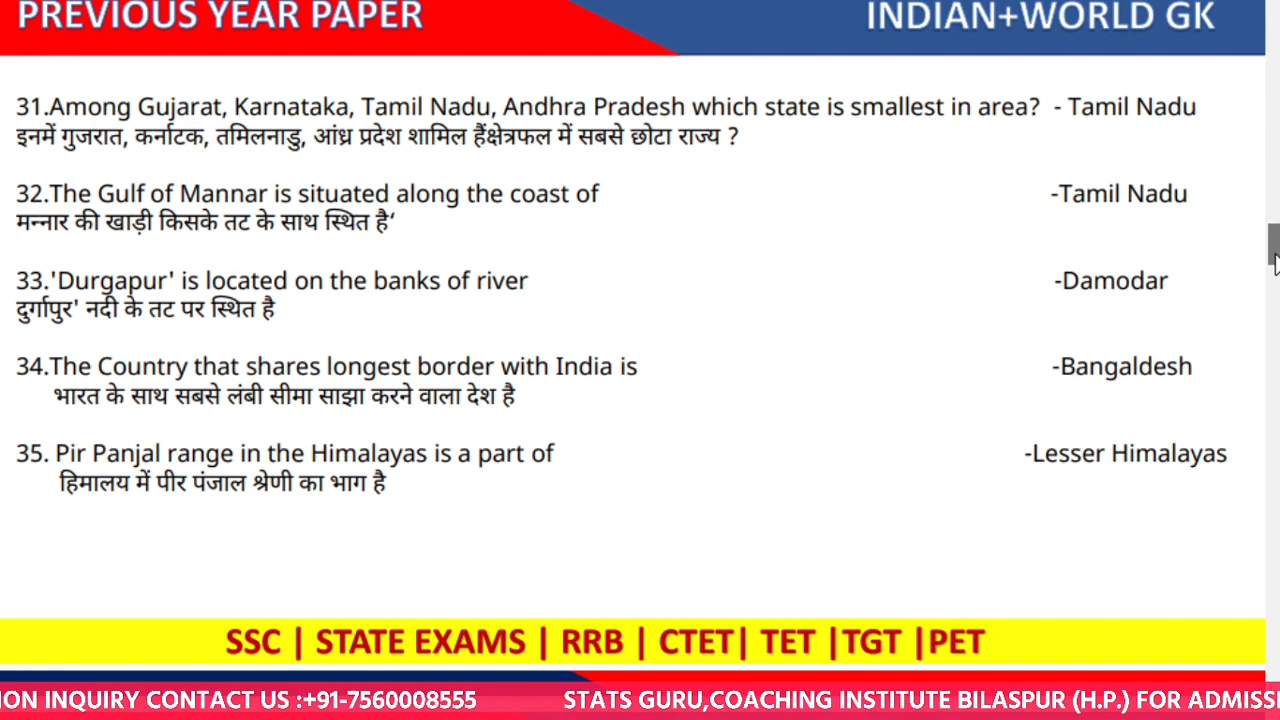 PREVIOUS YEAR PAPER
INDIAN+WORLD GK
31.Among Gujarat, Karnataka, Tamil Nadu, Andhra Pradesh which state is smallest in area? - Tamil Nadu
इनमें गुजरात, कर्नाटक, तमिलनाडु, आंध्र प्रदेश शामिल हैंक्षेत्रफल में सबसे छोटा राज्य ?
32.The Gulf of Mannar is situated along the coast of -Tamil Nadu
मन्नार की खाड़ी किसके तट के साथ स्थित है‘
33.'Durgapur' is located on the banks of river -Damodar
दुर्गापुर' नदी के तट पर स्थित है
34.The Country that shares longest border with India is -Bangaldesh
भारत के साथ सबसे लंबी सीमा साझा करने वाला देश है
35. Pir Panjal range in the Himalayas is a part of -Lesser Himalayas
हिमालय में पीर पंजाल श्रेणी का भाग है
SSC | STATE EXAMS | RRB | CTET| TET |TGT |PET
ION INQUIRY CONTACT US :+91-7560008555 STATS GURU,COACHING INSTITUTE BILASPUR (H.P.) FOR ADMISS